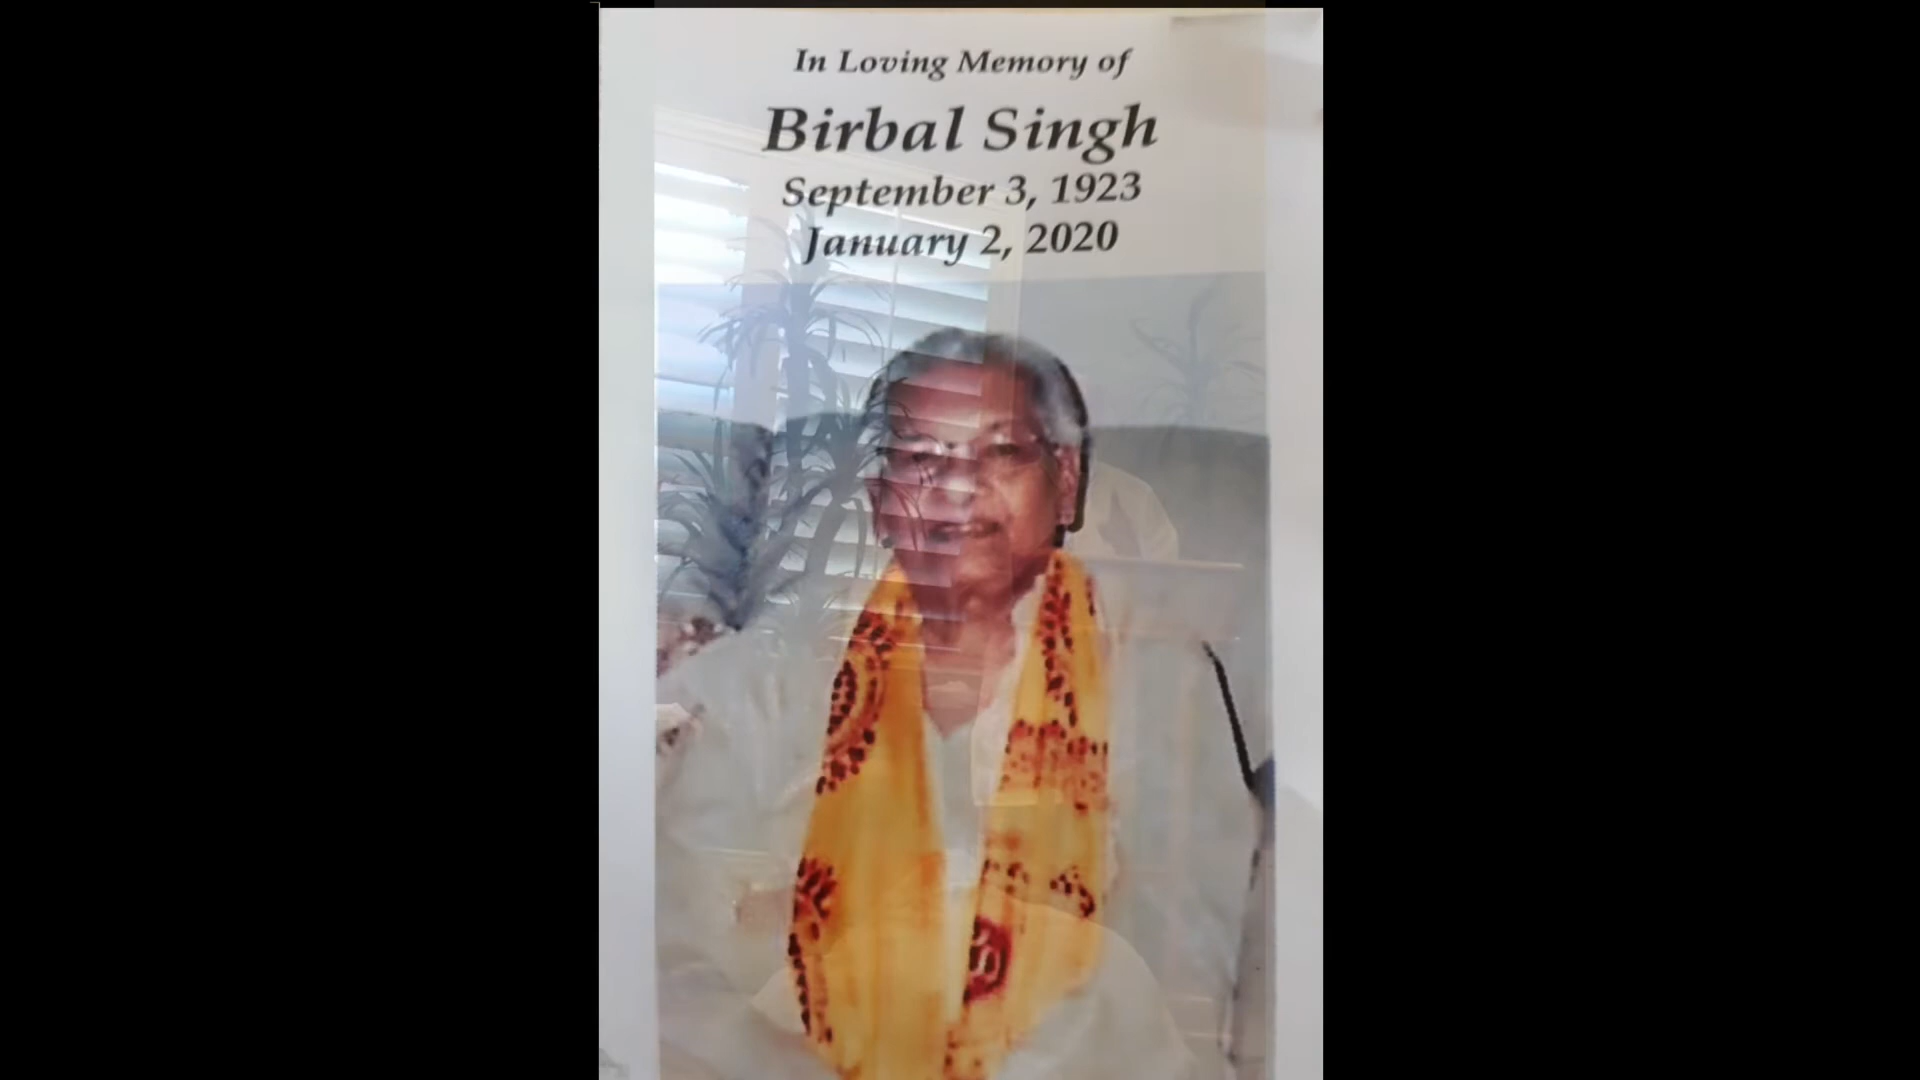 In Loving Memory of
Birbal Singh
September 3, 1923
January 2, 2020